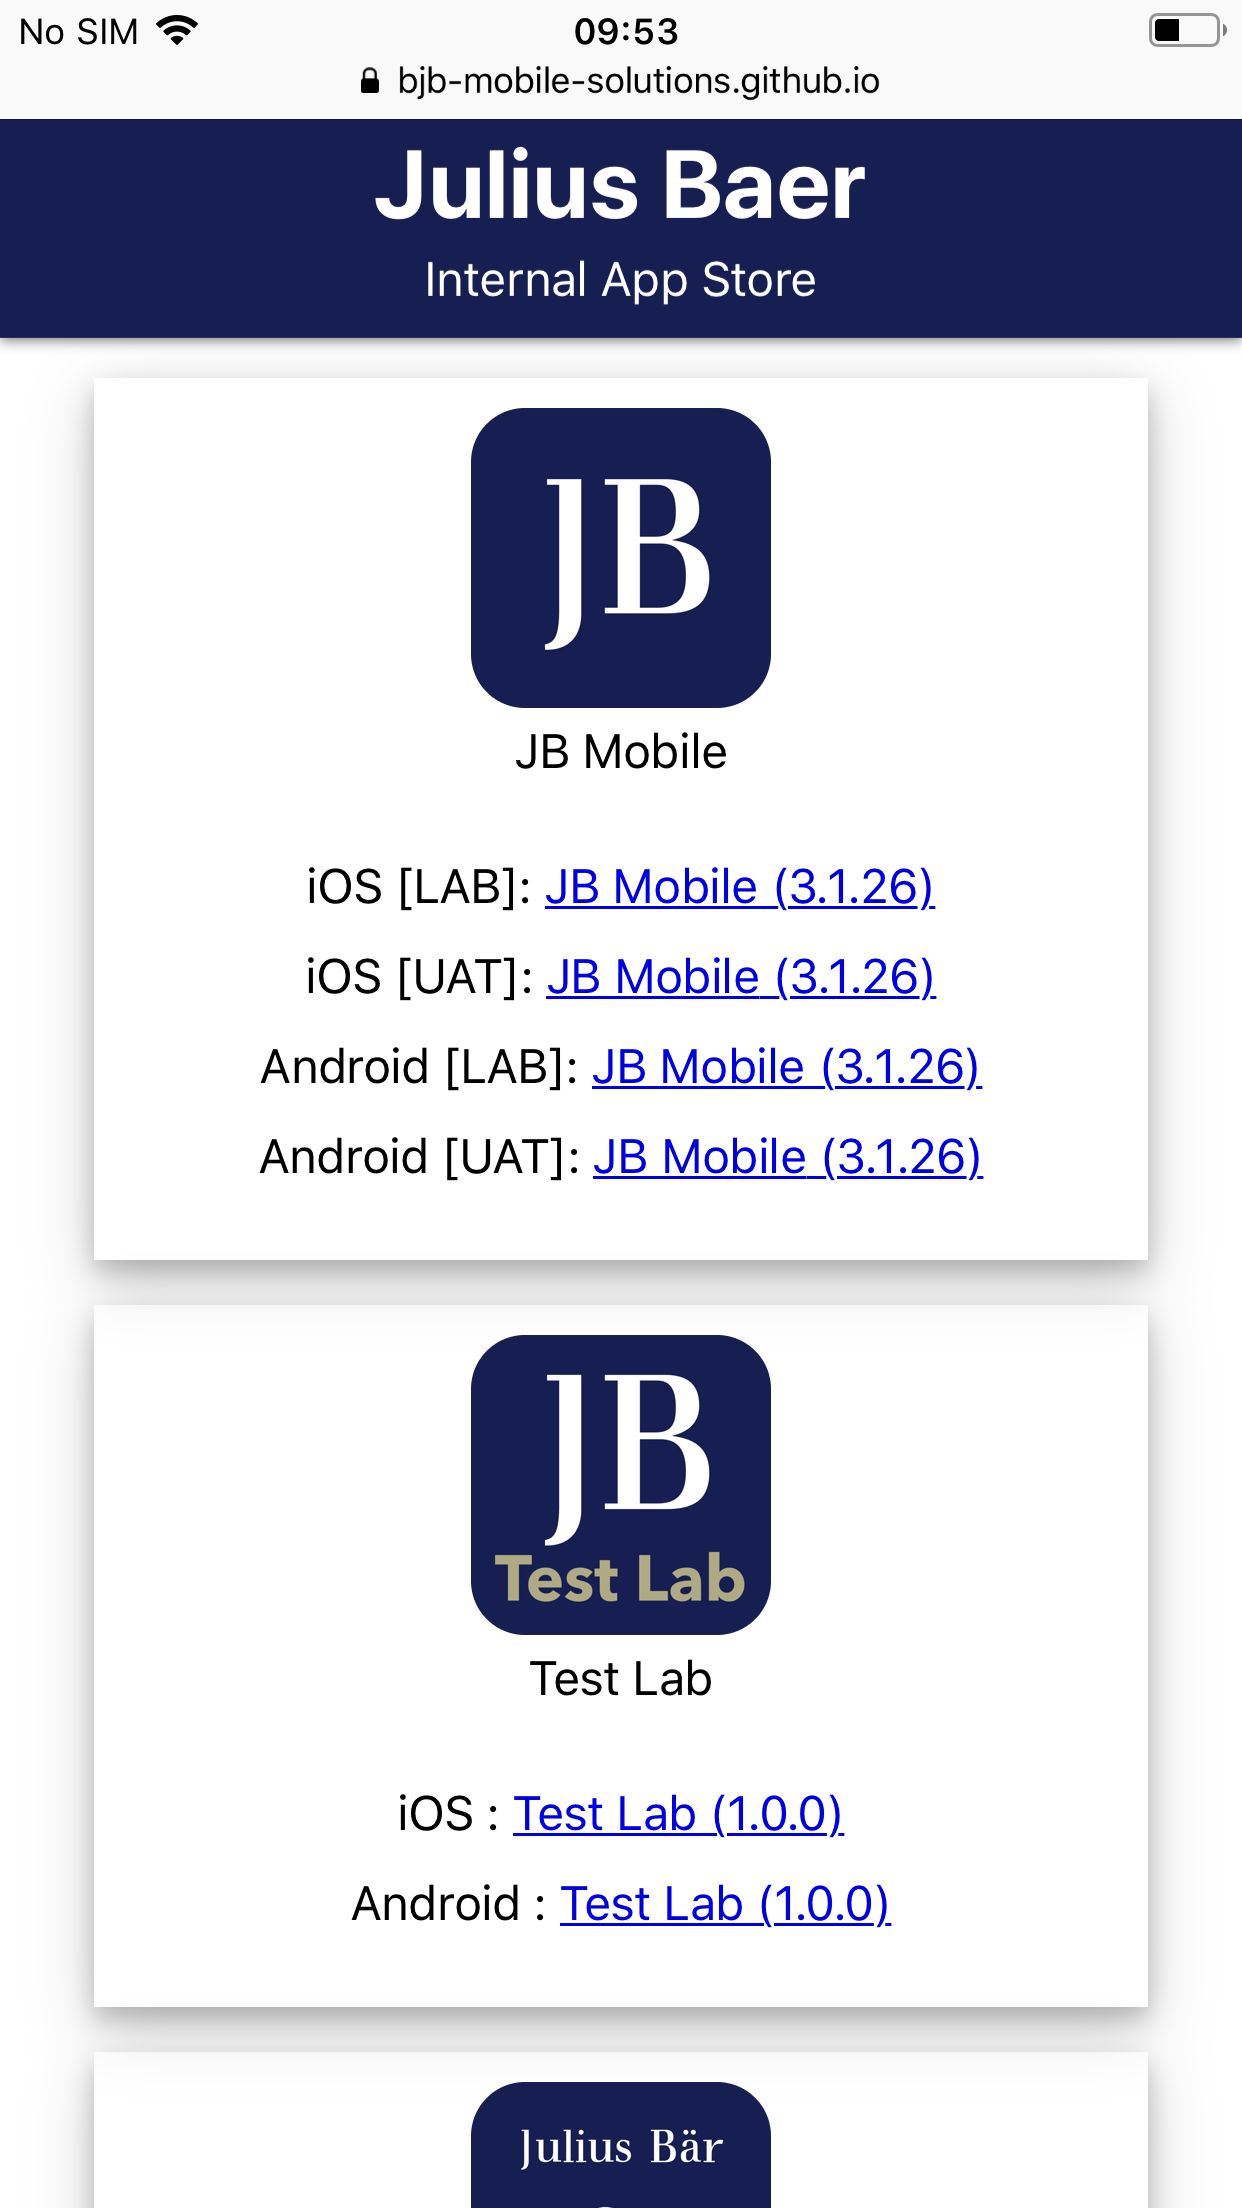 No SIM 09:53
bjb-mobile-solutions.github.io
Julius Baer
Internal App Store
JB
JB Mobile
iOS [LAB]: JB Mobile (3.1.26)
iOS [UAT]: JB Mobile (3.1.26)
Android [LAB]: JB Mobile (3.1.26)
Android [UAT]: JB Mobile (3.1.26)
JB
Test Lab
Test Lab
iOS : Test Lab (1.0.0)
Android : Test Lab (1.0.0)
Julius Bär